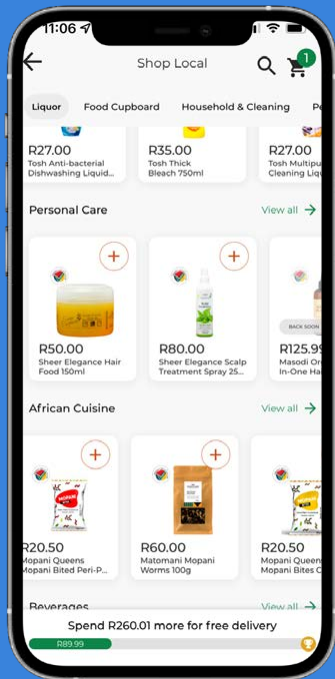 11:06
Shop Local
1
Liquor Food Cupboard Household & Cleaning Pe
R27.00
Tosh Anti-bacterial
Dishwashing Liquid...
R35.00
Tosh Thick
Bleach 750ml
R27.00
Tosh Multipu
Cleaning Liqu
Personal Care
View all →
R50.00
Sheer Elegance Hair
Food 150ml
R80.00
Sheer Elegance Scalp
Treatment Spray 25...
BACK SOON
R125.99
Masodi Or
In-One Ha
African Cuisine
View all →
MOPANI
R20.50
Mopani Queens
Mopani Bited Peri-P...
R60.00
Matomani Mopani
Worms 100g
MOPANI
R20.50
Mopani Queen
Mopani Bites C
Beverages
View all →
Spend R260.01 more for free delivery
R89.99